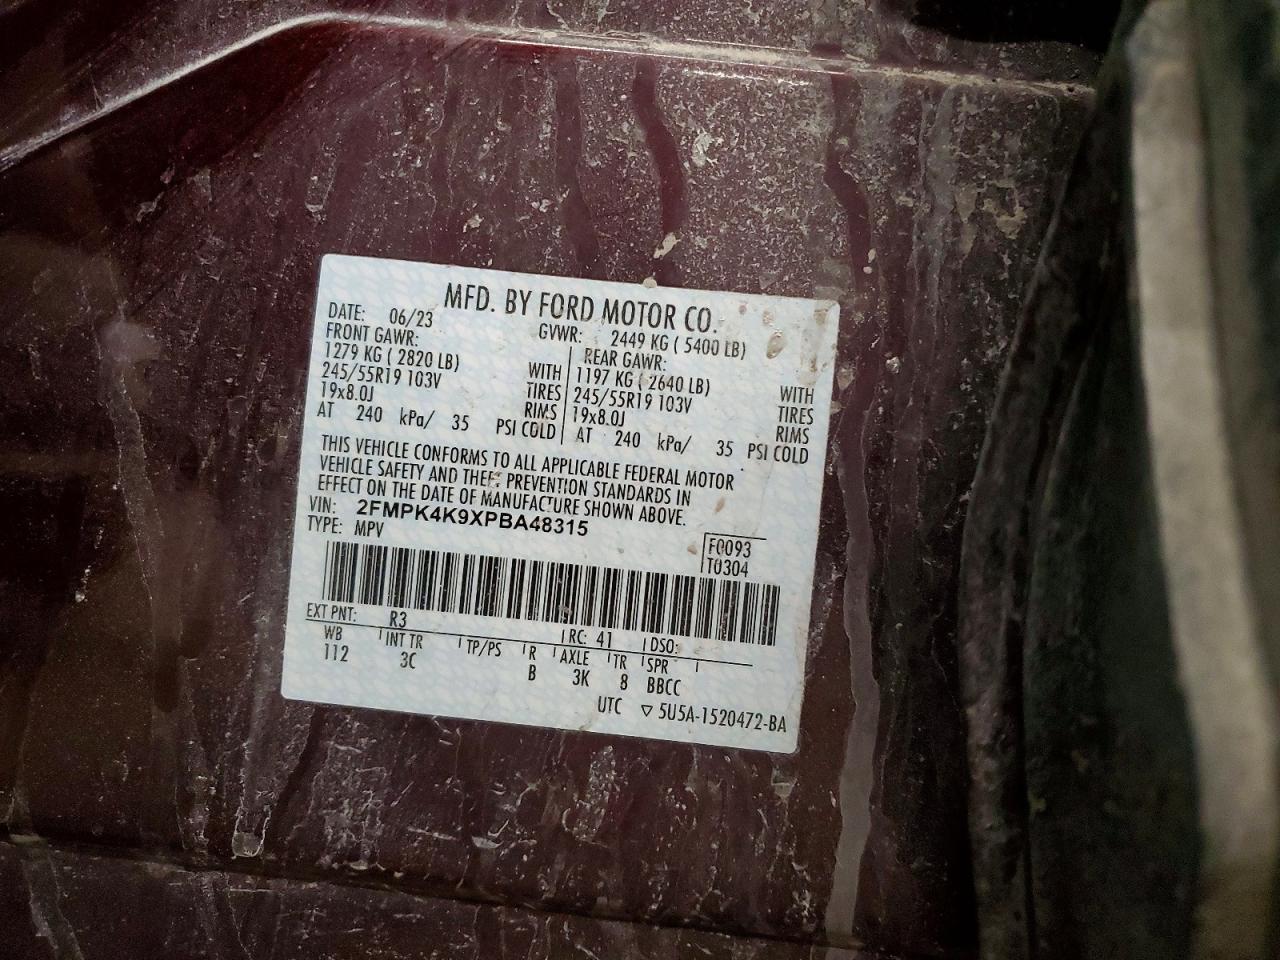 MFD. BY FORD MOTOR CO.
DATE: 06/23 GVWR: 2449 KG ( 5400 LB)
FRONT GAWR: REAR GAWR:
1279 KG ( 2820 LB) WITH 1197 KG ( 2640 LB) WITH
245/55R19 103V TIRES 245/55R19 103V TIRES
19x8.0J RIMS 19x8.0J RIMS
AT 240 kPa/ 35 PSI COLD AT 240 kPa/ 35 PSI COLD
THIS VEHICLE CONFORMS TO ALL APPLICABLE FEDERAL MOTOR
VEHICLE SAFETY AND THEFT PREVENTION STANDARDS IN
EFFECT ON THE DATE OF MANUFACTURE SHOWN ABOVE.
VIN: 2FMPK4K9XPBA48315
TYPE: MPV
F0093
T0304
EXT PNT: R3 RC: 41 DSO:
WB INT TR TP/PS R AXLE TR SPR
112 3C B 3K 8 BBCC
UTC ▽ 5U5A-1520472-BA